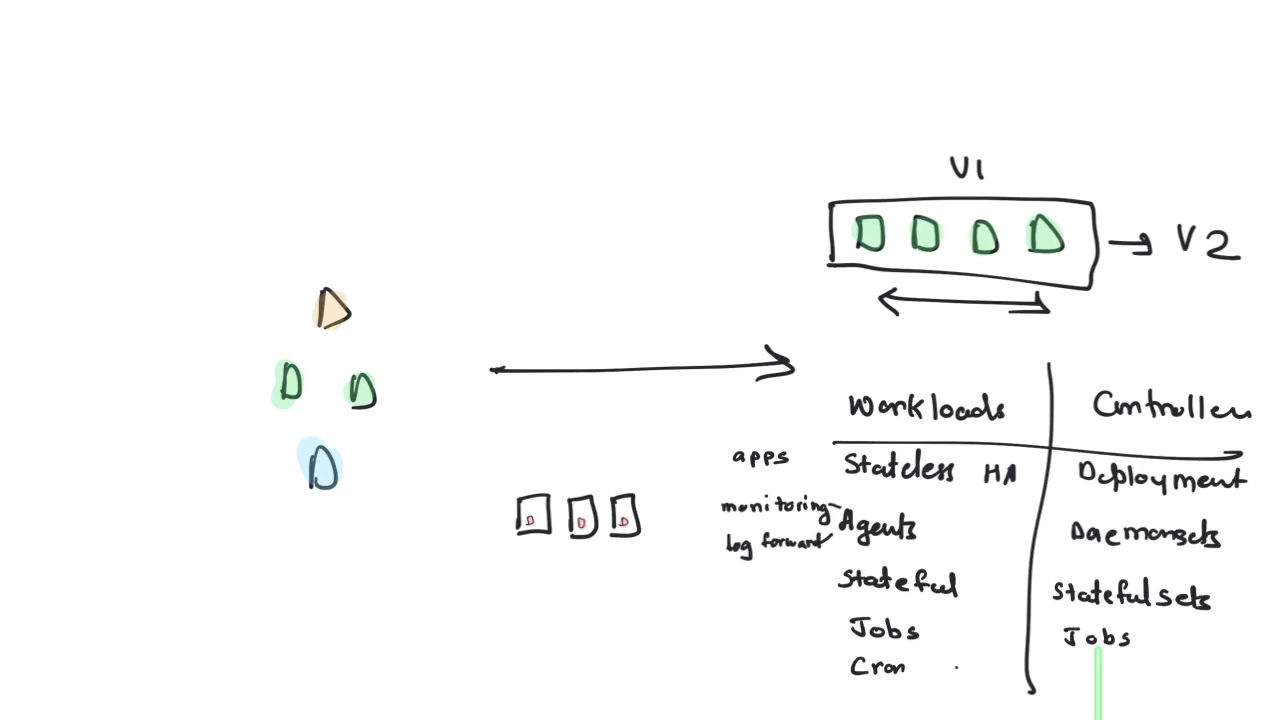 V1
V2
Workloads
Controllers
apps
Stateless HA
Deployment
monitoring
Agents
Daemonsets
log forward
Stateful
StatefulSets
Jobs
Jobs
Cron